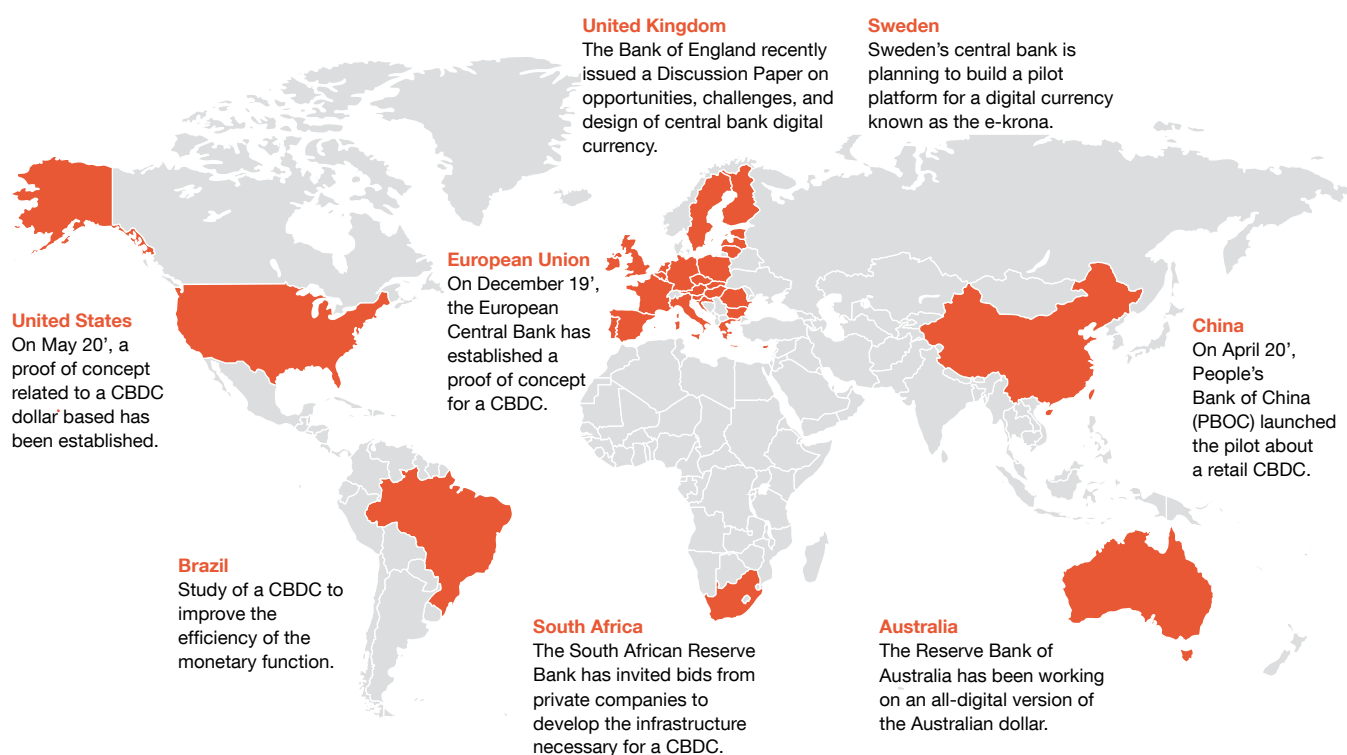 United Kingdom
The Bank of England recently
issued a Discussion Paper on
opportunities, challenges, and
design of central bank digital
currency.
Sweden
Sweden’s central bank is
planning to build a pilot
platform for a digital currency
known as the e-krona.
European Union
On December 19’,
the European
Central Bank has
established a
proof of concept
for a CBDC.
United States
On May 20’, a
proof of concept
related to a CBDC
dollar based has
been established.
China
On April 20’,
People’s
Bank of China
(PBOC) launched
the pilot about
a retail CBDC.
Brazil
Study of a CBDC to
improve the
efficiency of the
monetary function.
South Africa
The South African Reserve
Bank has invited bids from
private companies to
develop the infrastructure
necessary for a CBDC.
Australia
The Reserve Bank of
Australia has been working
on an all-digital version of
the Australian dollar.